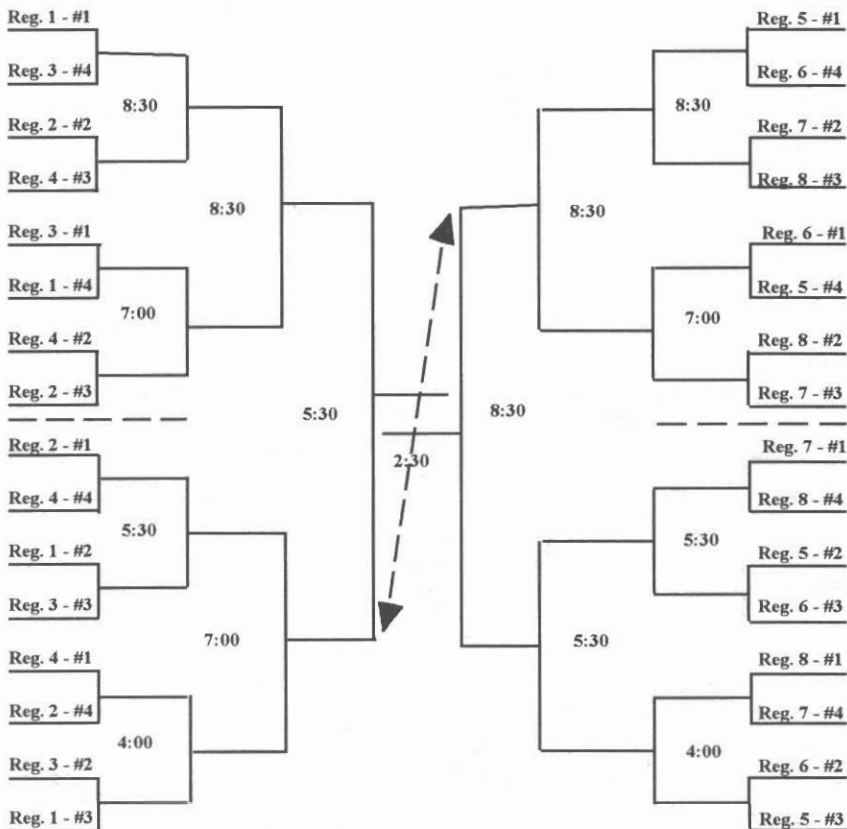 Reg. 1 - #1
Reg. 3 - #4
8:30
Reg. 2 - #2
Reg. 4 - #3
8:30
Reg. 3 - #1
Reg. 1 - #4
7:00
Reg. 4 - #2
Reg. 2 - #3
5:30
Reg. 2 - #1
Reg. 4 - #4
5:30
Reg. 1 - #2
Reg. 3 - #3
7:00
Reg. 4 - #1
Reg. 2 - #4
4:00
Reg. 3 - #2
Reg. 1 - #3
2:30
Reg. 5 - #1
Reg. 6 - #4
8:30
Reg. 7 - #2
Reg. 8 - #3
8:30
Reg. 6 - #1
Reg. 5 - #4
7:00
Reg. 8 - #2
Reg. 7 - #3
8:30
Reg. 7 - #1
Reg. 8 - #4
5:30
Reg. 5 - #2
Reg. 6 - #3
5:30
Reg. 8 - #1
Reg. 7 - #4
4:00
Reg. 6 - #2
Reg. 5 - #3